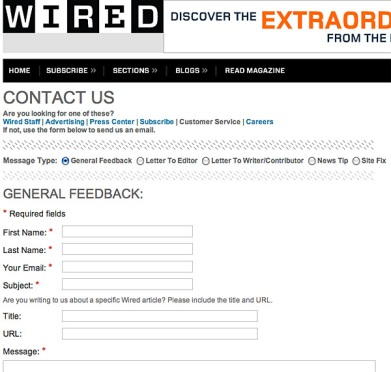 WIRED
DISCOVER THE EXTRAORD
FROM THE
HOME SUBSCRIBE » SECTIONS » BLOGS » READ MAGAZINE
CONTACT US
Are you looking for one of these?
Wired Staff | Advertising | Press Center | Subscribe | Customer Service | Careers
If not, use the form below to send us an email.
Message Type: General Feedback Letter To Editor Letter To Writer/Contributor News Tip Site Fix
GENERAL FEEDBACK:
* Required fields
First Name: *
Last Name: *
Your Email: *
Subject: *
Are you writing to us about a specific Wired article? Please include the title and URL.
Title:
URL:
Message: *